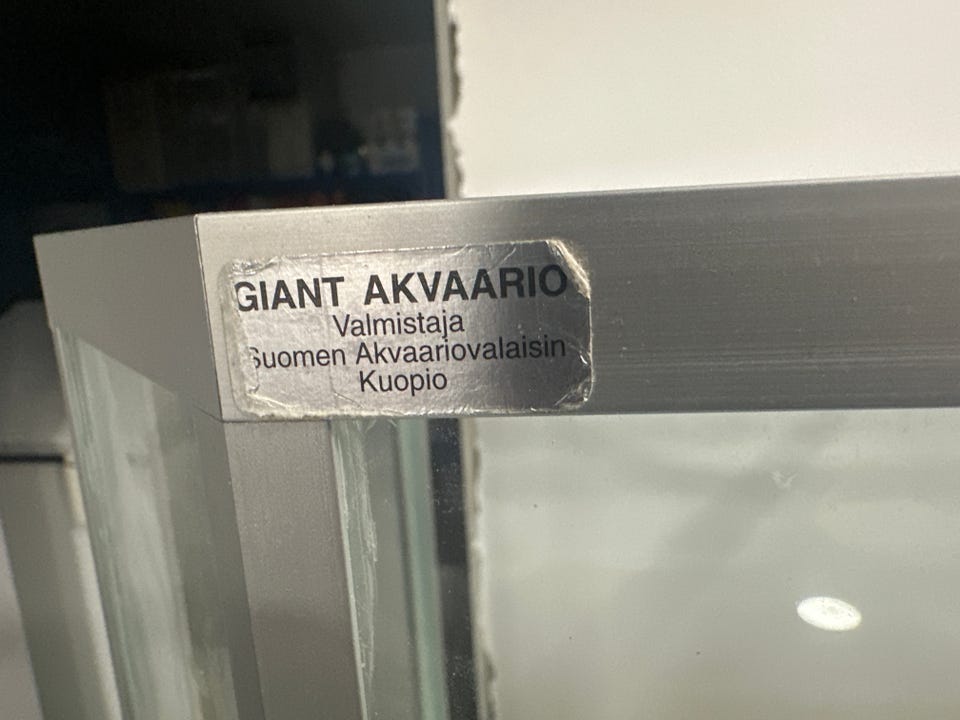 GIANT AKVAARIO
Valmistaja
Suomen Akvaariovalaisin
Kuopio